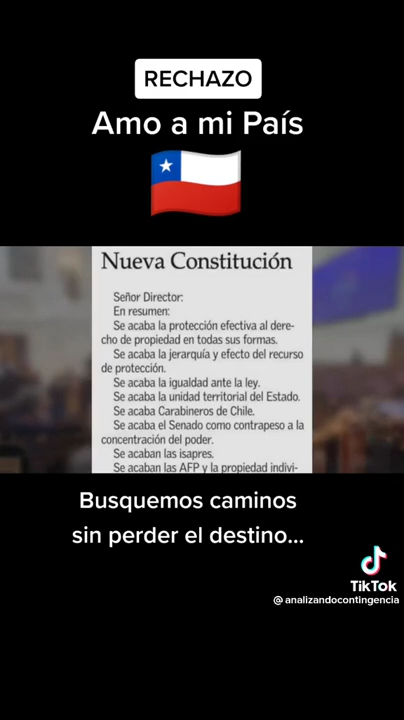 RECHAZO
Amo a mi País
Nueva Constitución
Señor Director:
En resumen:
Se acaba la protección efectiva al dere-
cho de propiedad en todas sus formas.
Se acaba la jerarquía y efecto del recurso
de protección.
Se acaba la igualdad ante la ley.
Se acaba la unidad territorial del Estado.
Se acaba Carabineros de Chile.
Se acaba el Senado como contrapeso a la
concentración del poder.
Se acaban las isapres.
Se acaban las AFP y la propiedad indivi-
Busquemos caminos
sin perder el destino...
TikTok
@analizandocontingencia